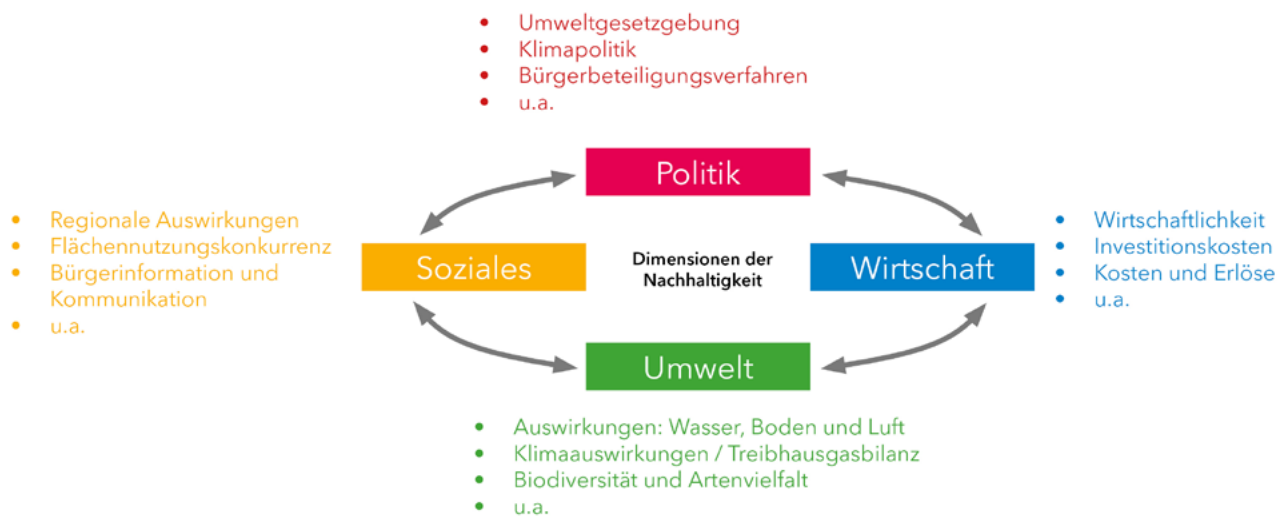 • Umweltgesetzgebung
• Klimapolitik
• Bürgerbeteiligungsverfahren
• u.a.
Politik
• Regionale Auswirkungen
• Flächennutzungskonkurrenz
• Bürgerinformation und
Kommunikation
• u.a.
Soziales
Dimensionen der
Nachhaltigkeit
Wirtschaft
• Wirtschaftlichkeit
• Investitionskosten
• Kosten und Erlöse
• u.a.
Umwelt
• Auswirkungen: Wasser, Boden und Luft
• Klimaauswirkungen / Treibhausgasbilanz
• Biodiversität und Artenvielfalt
• u.a.